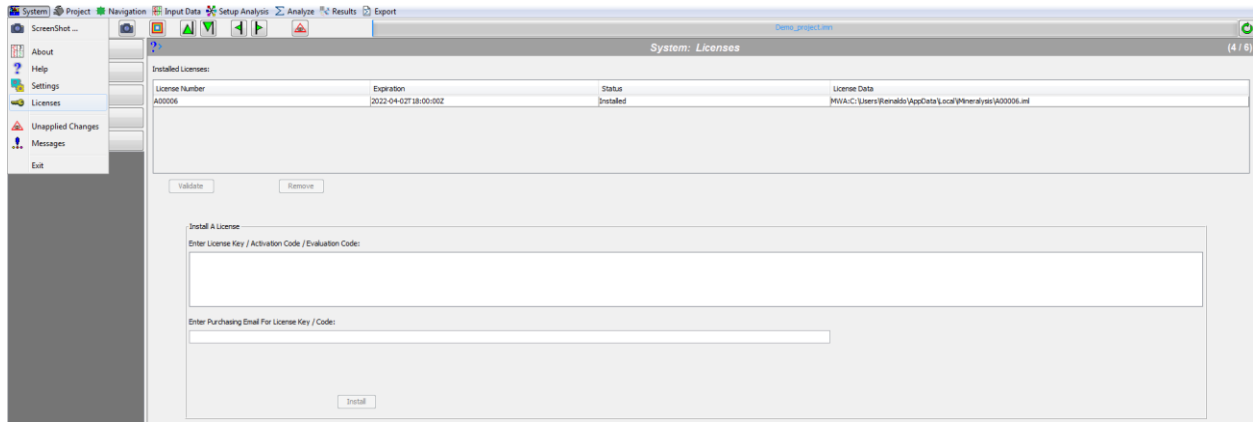 System Project Navigation Input Data Setup Analysis Analyze Results Export
ScreenShot ...
Demo_project.imn
About
System: Licenses
(4 / 6)
Help
Settings
Licenses
Unapplied Changes
Messages
Exit
Installed Licenses:
License Number Expiration Status License Data
A00006 2022-04-02T18:00:00Z Installed MWA:C:\Users\Reinaldo\AppData\Local\Mineralysis\A00006.iml
Validate Remove
Install A License
Enter License Key / Activation Code / Evaluation Code:
Enter Purchasing Email For License Key / Code:
Install